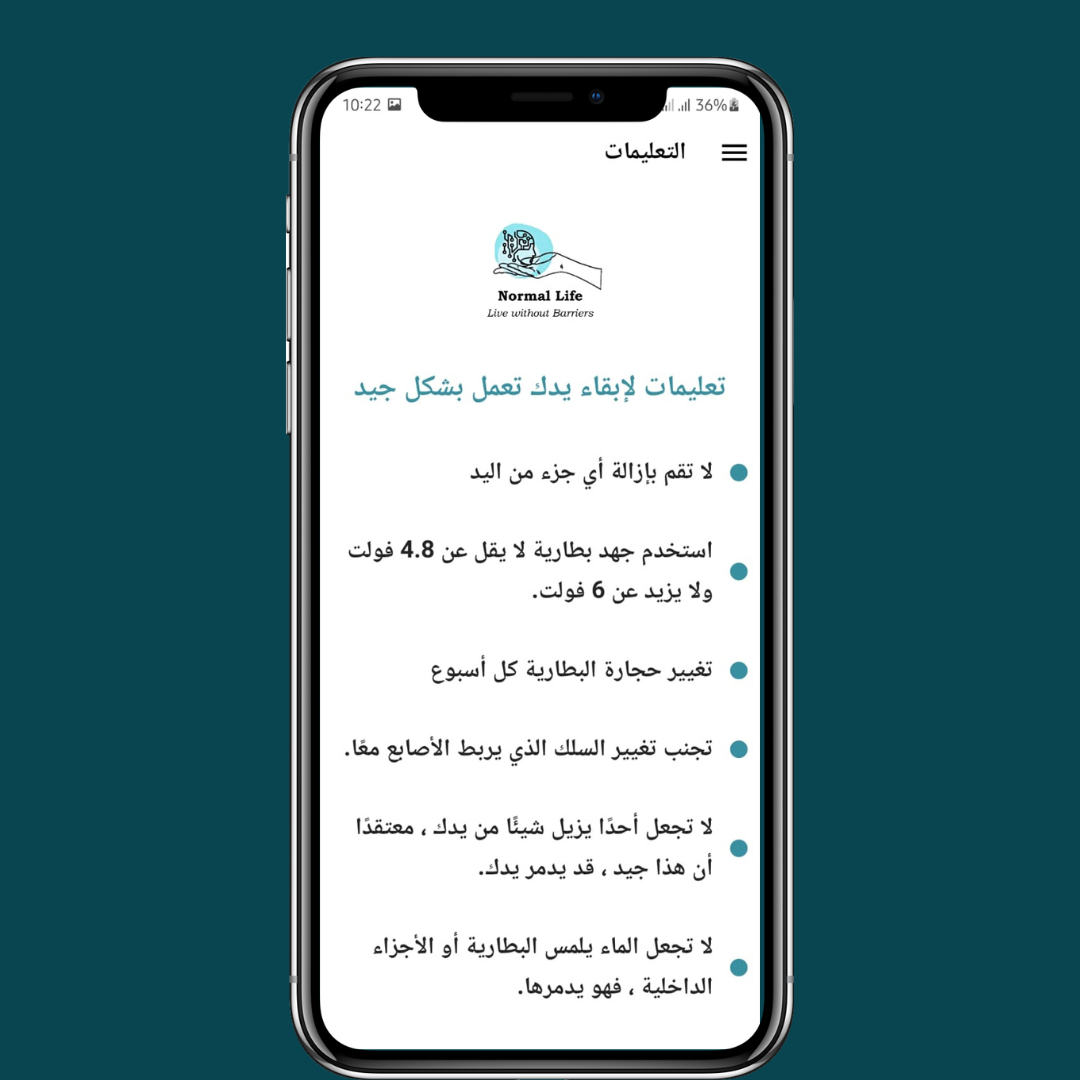 10:22
36%
التعليمات
Normal Life
Live without Barriers
تعليمات لإبقاء يدك تعمل بشكل جيد
لا تقم بإزالة أي جزء من اليد
استخدم جهد بطارية لا يقل عن 4.8 فولت
ولا يزيد عن 6 فولت.
تغيير حجارة البطارية كل أسبوع
تجنب تغيير السلك الذي يربط الأصابع معًا.
لا تجعل أحدًا يزيل شيئًا من يدك ، معتقدًا
أن هذا جيد ، قد يدمر يدك.
لا تجعل الماء يلمس البطارية أو الأجزاء
الداخلية ، فهو يدمرها.